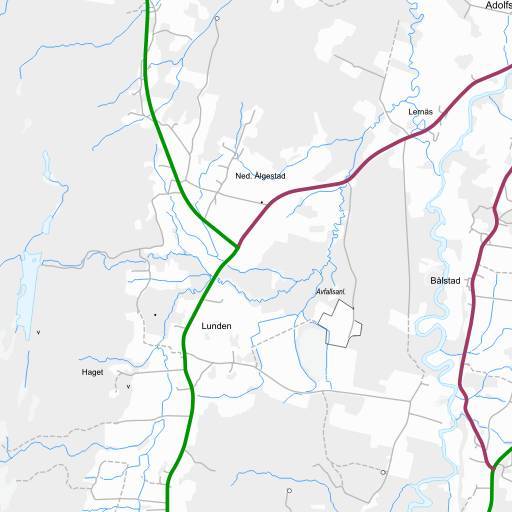 Adolfs
Lernäs
Ned. Älgestad
Bålstad
Avfallsanl.
Lunden
Haget
v
v